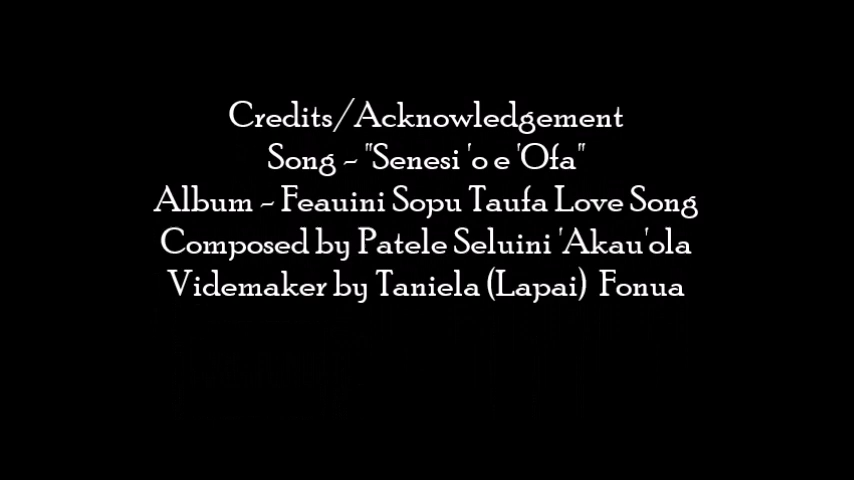 Credits/Acknowledgement
Song ~ "Senesi 'o e 'Ofa"
Album ~ Feauini Sopu Taufa Love Song
Composed by Patele Seluini 'Akau'ola
Videmaker by Taniela (Lapai) Fonua